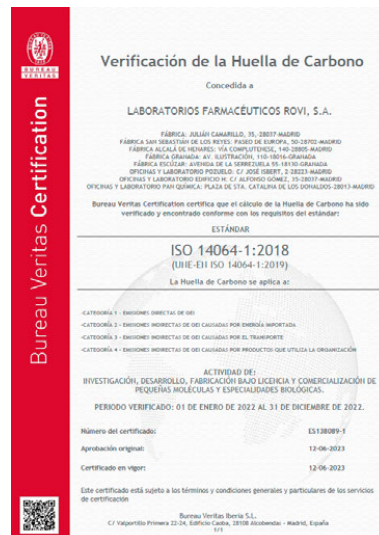 BUREAU
VERITAS
Bureau Veritas Certification
Verificación de la Huella de Carbono
Concedida a
LABORATORIOS FARMACÉUTICOS ROVI, S.A.
FÁBRICA: JULIÁN CAMARILLO, 35, 28037-MADRID
FÁBRICA SAN SEBASTIÁN DE LOS REYES: PASEO DE EUROPA, 50-28702-MADRID
FÁBRICA ALCALÁ DE HENARES: VÍA COMPLUTENSE, 140-28805-MADRID
FÁBRICA GRANADA: AV. ILUSTRACIÓN, 110-18016-GRANADA
FÁBRICA ESCÚZAR: AVENIDA DE LA SERREZUELA 55-18130-GRANADA
OFICINAS Y LABORATORIO POZUELO: C/ JOSÉ ISBERT, 2-28223-MADRID
OFICINAS Y LABORATORIO EDIFICIO H: C/ ALFONSO GÓMEZ, 35-28037-MADRID
OFICINAS Y LABORATORIO PAN QUÍMICA: PLAZA DE STA. CATALINA DE LOS DONALDOS-28013-MADRID
Bureau Veritas Certification certifica que el cálculo de la Huella de Carbono ha sido
verificado y encontrado conforme con los requisitos del estándar:
ESTÁNDAR
ISO 14064-1:2018
(UNE-EN ISO 14064-1:2019)
La Huella de Carbono se aplica a:
-CATEGORÍA 1 - EMISIONES DIRECTAS DE GEI
-CATEGORÍA 2 - EMISIONES INDIRECTAS DE GEI CAUSADAS POR ENERGÍA IMPORTADA
-CATEGORÍA 3 - EMISIONES INDIRECTAS DE GEI CAUSADAS POR EL TRANSPORTE
-CATEGORÍA 4 - EMISIONES INDIRECTAS DE GEI CAUSADAS POR PRODUCTOS QUE UTILIZA LA ORGANIZACIÓN
ACTIVIDAD DE:
INVESTIGACIÓN, DESARROLLO, FABRICACIÓN BAJO LICENCIA Y COMERCIALIZACIÓN DE
PEQUEÑAS MOLÉCULAS Y ESPECIALIDADES BIOLÓGICAS.
PERIODO VERIFICADO: 01 DE ENERO DE 2022 AL 31 DE DICIEMBRE DE 2022.
Número del certificado: ES138089-1
Aprobación original: 13-06-2023
Certificado en vigor: 12-06-2023
Este certificado está sujeto a los términos y condiciones generales y particulares de los servicios
de certificación
Bureau Veritas Iberia S.L.
C/ Valportillo Primera 22-24, Edificio Caoba, 28108 Alcobendas - Madrid, España
1/1